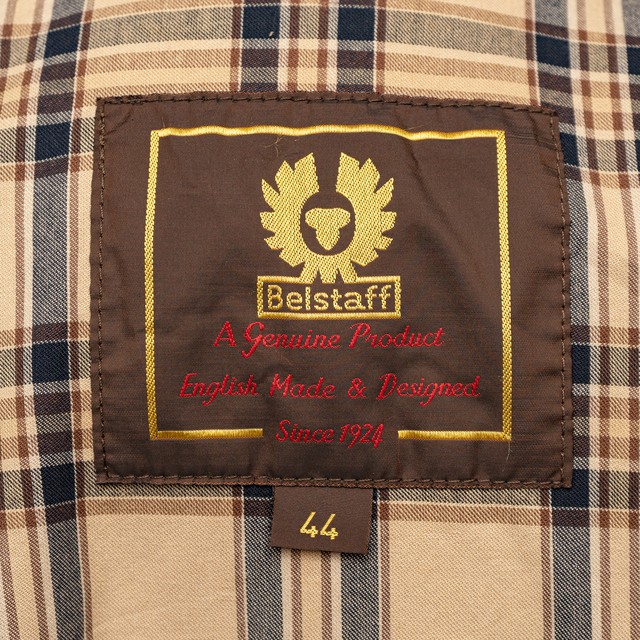 Belstaff
A Genuine Product
English Made & Designed
Since 1924
44